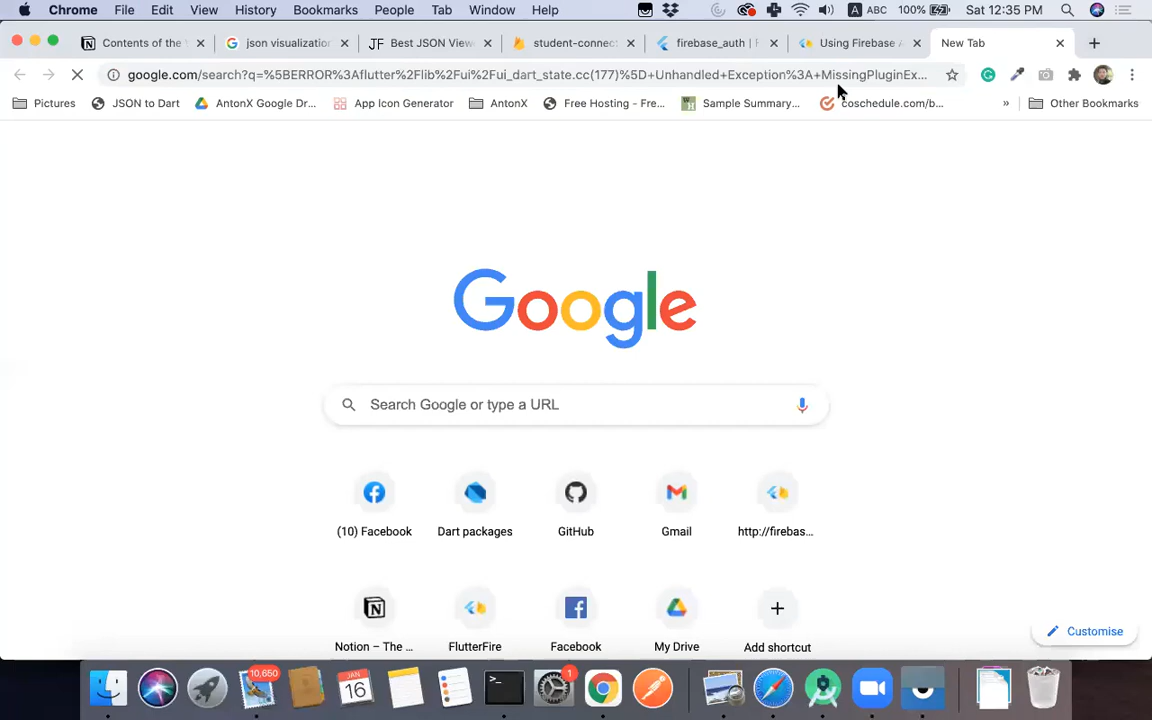 Chrome File Edit View History Bookmarks People Tab Window Help ABC 100% Sat 12:35 PM
Contents of the json visualization Best JSON View student-connec firebase_auth | F Using Firebase A New Tab
google.com/search?q=%5BERROR%3Aflutter%2Flib%2Fui%2Fui_dart_state.cc(177)%5D+Unhandled+Exception%3A+MissingPluginEx...
Pictures JSON to Dart AntonX Google Dr... App Icon Generator AntonX Free Hosting - Fre... Sample Summary... coschedule.com/b... » Other Bookmarks
Google
Search Google or type a URL
(10) Facebook Dart packages GitHub Gmail http://firebas...
Notion – The ... FlutterFire Facebook My Drive Add shortcut
Customise
10,650
JAN
16
1